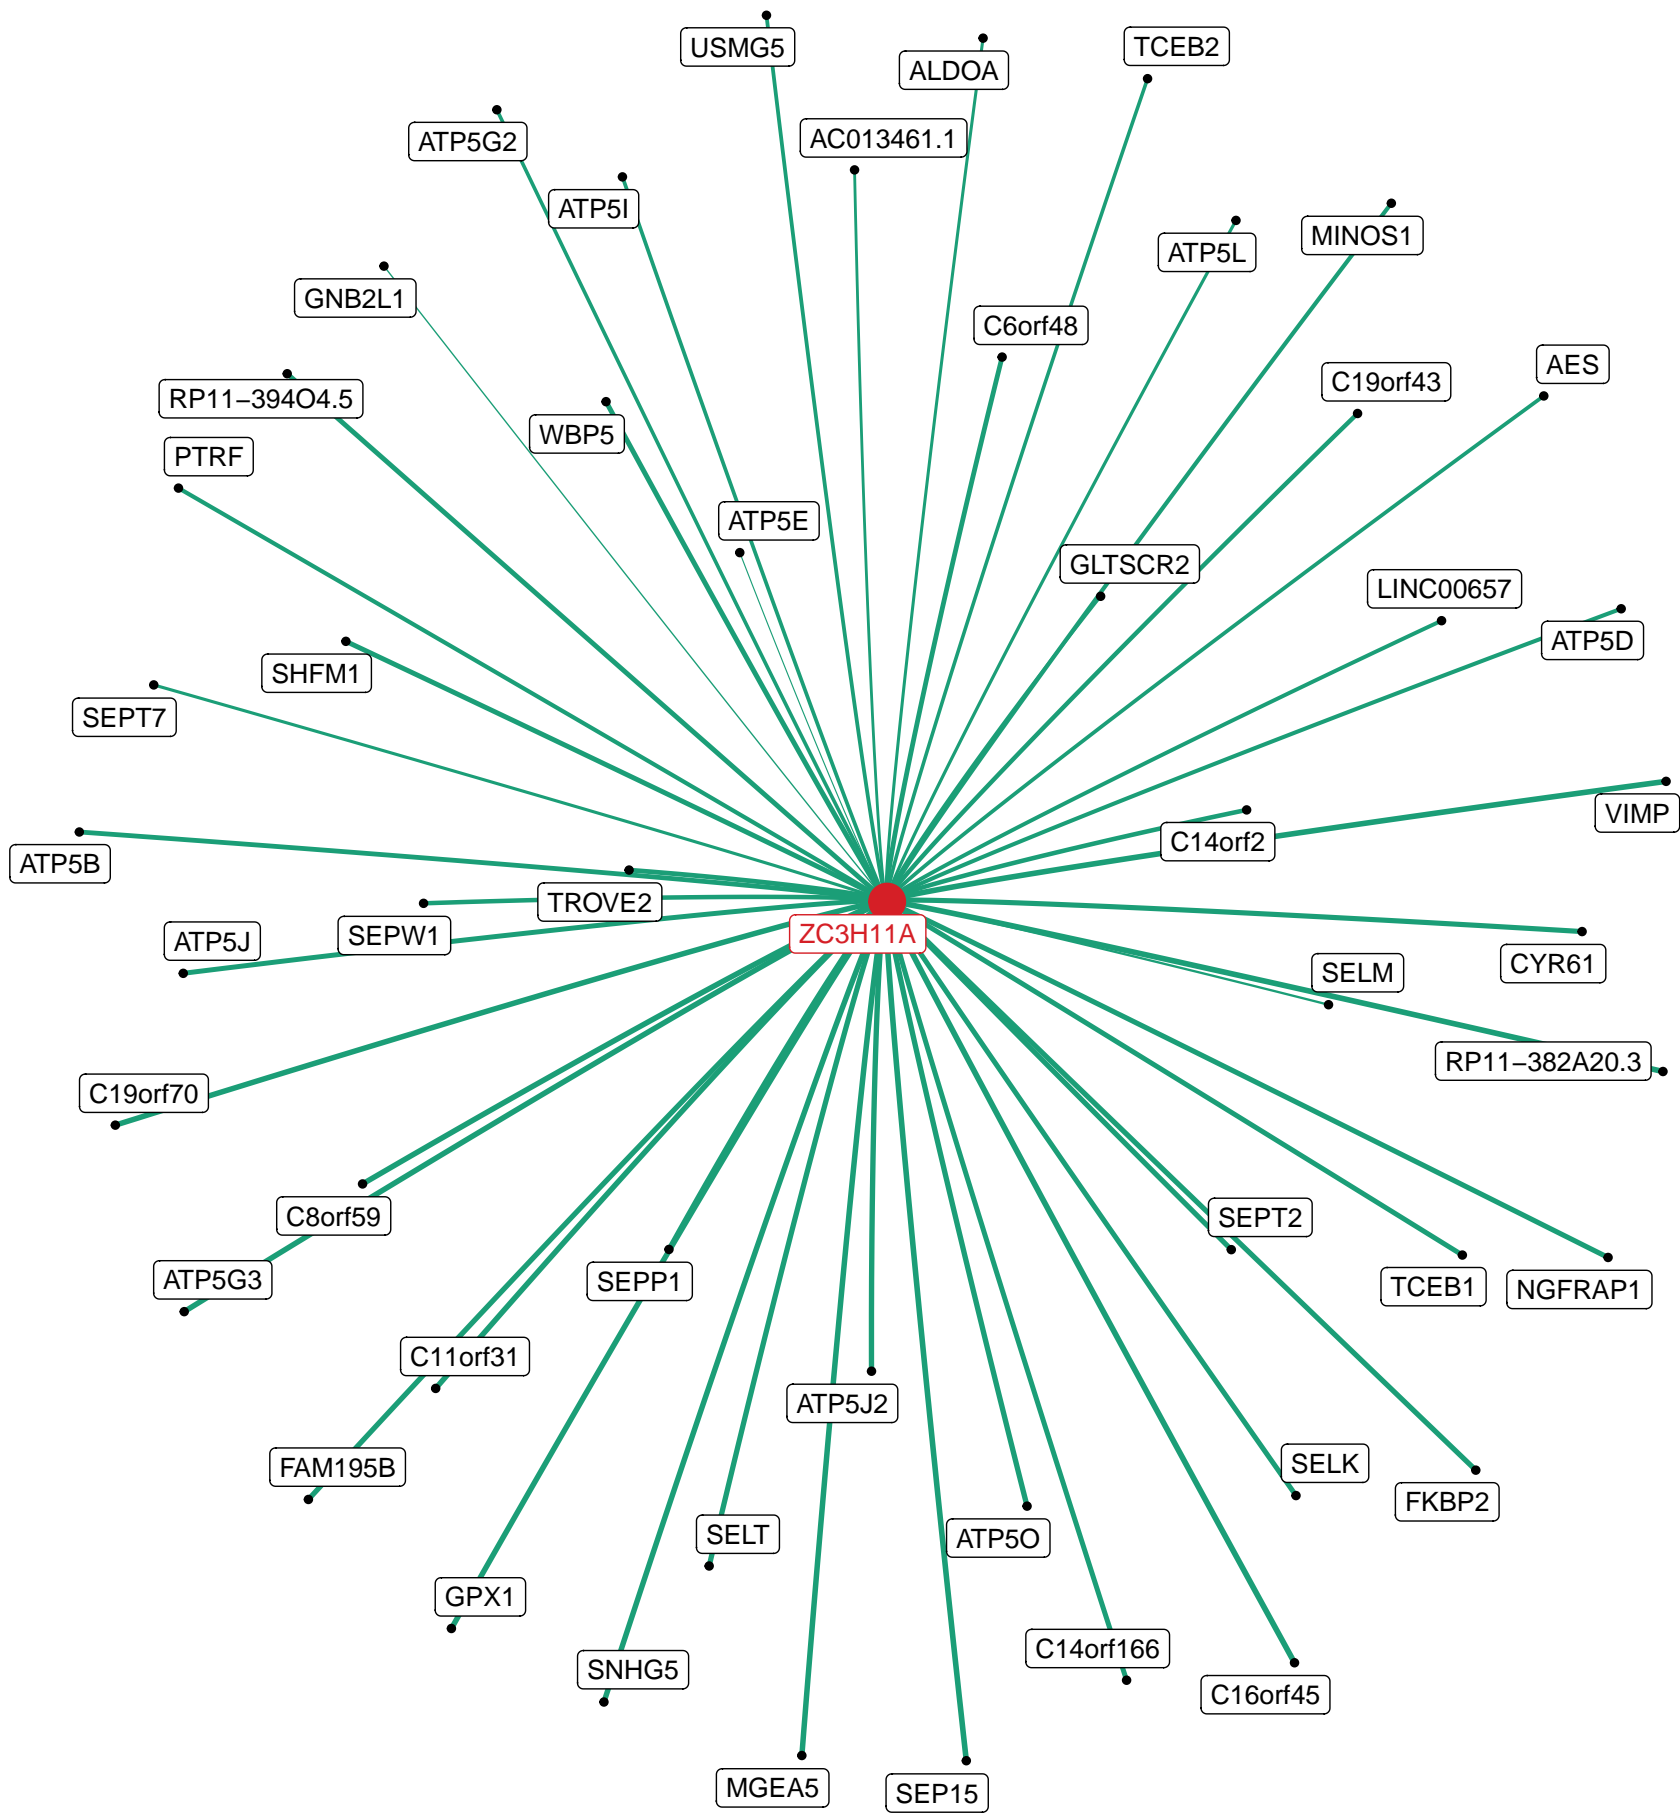 USMG5
TCEB2
ALDOA
AC013461.1
ATP5G2
ATP5I
MINOS1
ATP5L
GNB2L1
C6orf48
AES
C19orf43
RP11−394O4.5
WBP5
PTRF
ATP5E
GLTSCR2
LINC00657
ATP5D
SHFM1
SEPT7
VIMP
C14orf2
ATP5B
TROVE2
ZC3H11A
SEPW1
ATP5J
CYR61
SELM
RP11−382A20.3
C19orf70
C8orf59
SEPT2
ATP5G3
SEPP1
TCEB1
NGFRAP1
C11orf31
ATP5J2
FAM195B
SELK
FKBP2
SELT
ATP5O
GPX1
C14orf166
SNHG5
C16orf45
MGEA5
SEP15